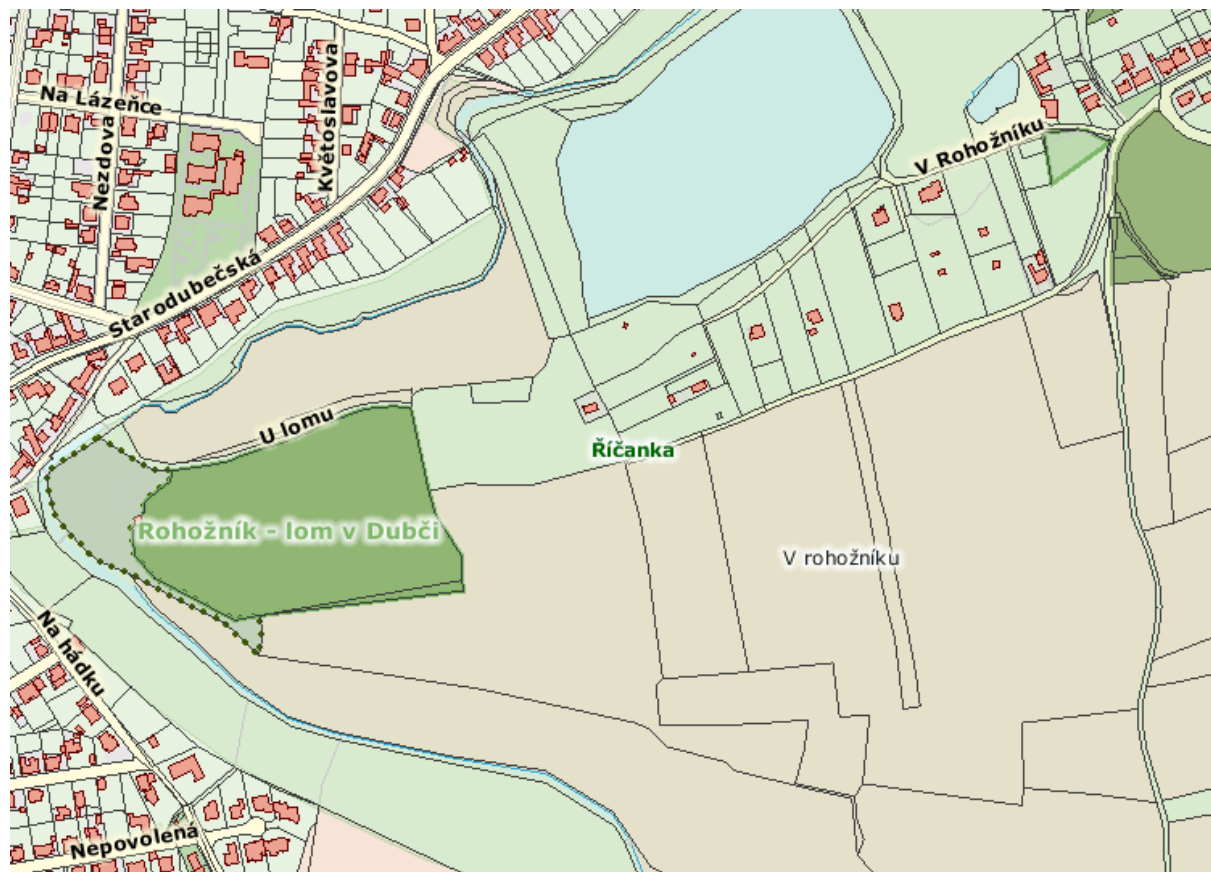 Na Lázeňce
Nezdova
Květoslavova
V Rohožníku
Starodubečská
U lomu
Říčanka
Rohožník - lom v Dubči
V rohožníku
Na hádku
Nepovolená